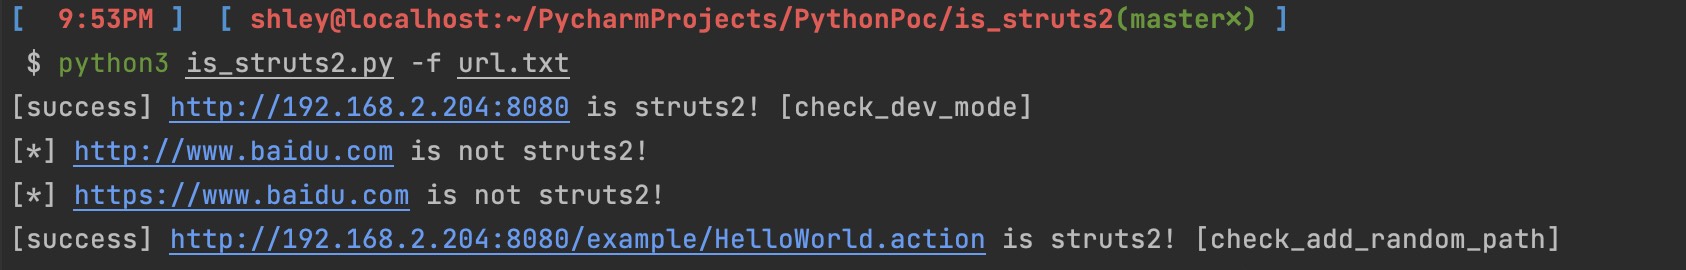 [  9:53PM ]  [ shley@localhost:~/PycharmProjects/PythonPoc/is_struts2(master×) ]
$ python3 is_struts2.py -f url.txt
[success] http://192.168.2.204:8080 is struts2! [check_dev_mode]
[*] http://www.baidu.com is not struts2!
[*] https://www.baidu.com is not struts2!
[success] http://192.168.2.204:8080/example/HelloWorld.action is struts2! [check_add_random_path]